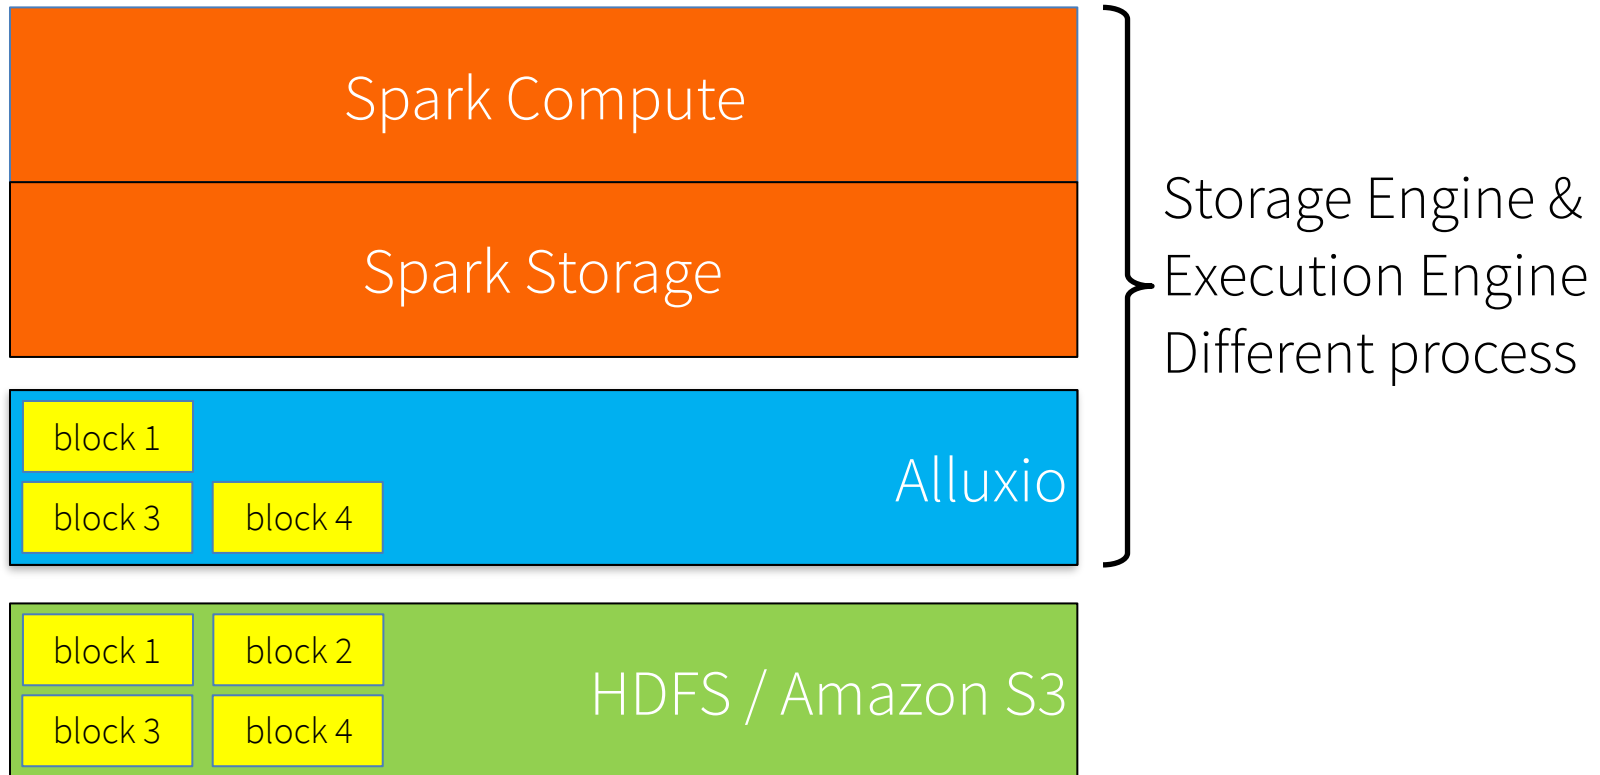 Spark Compute
Spark Storage
Storage Engine &
Execution Engine
Different process
block 1
block 3 block 4
Alluxio
block 1 block 2
block 3 block 4
HDFS / Amazon S3